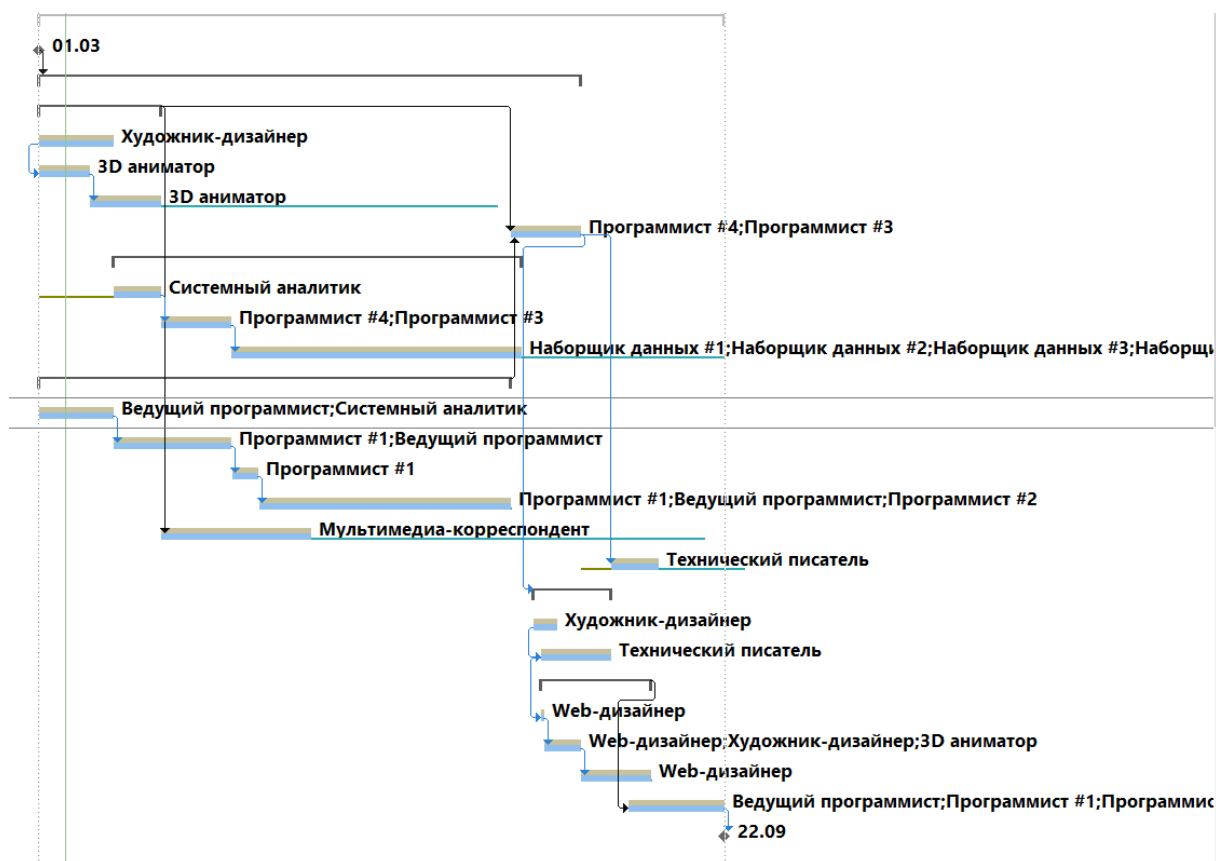 01.03
Художник-дизайнер
3D аниматор
3D аниматор
Программист #4;Программист #3
Системный аналитик
Программист #4;Программист #3
Наборщик данных #1;Наборщик данных #2;Наборщик данных #3;Наборщи
Ведущий программист;Системный аналитик
Программист #1;Ведущий программист
Программист #1
Программист #1;Ведущий программист;Программист #2
Мультимедиа-корреспондент
Технический писатель
Художник-дизайнер
Технический писатель
Web-дизайнер
Web-дизайнер;Художник-дизайнер;3D аниматор
Web-дизайнер
Ведущий программист;Программист #1;Программис
22.09